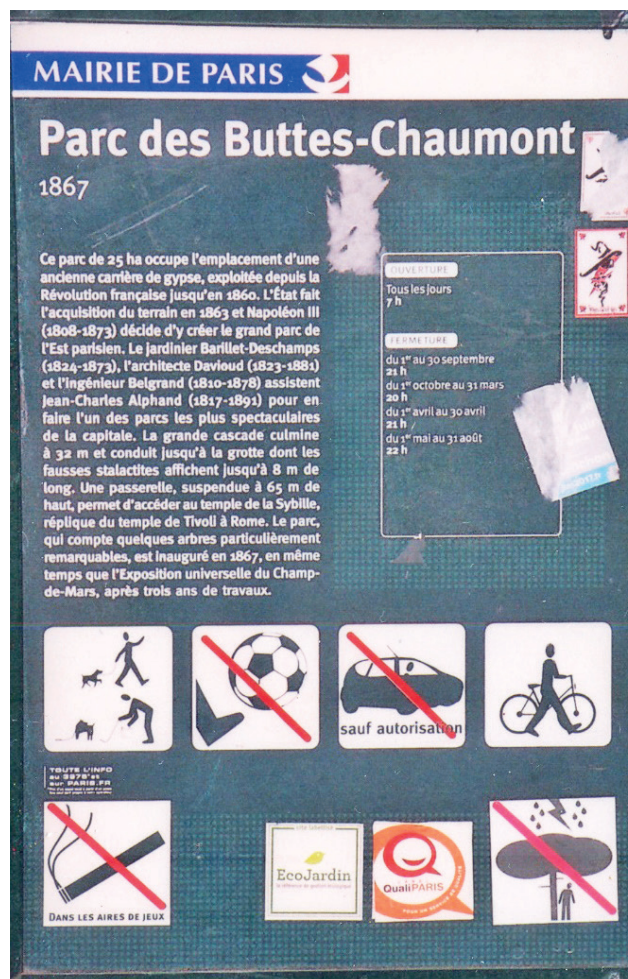 MAIRIE DE PARIS
Parc des Buttes-Chaumont
1867
Ce parc de 25 ha occupe l'emplacement d'une
ancienne carrière de gypse, exploitée depuis la
Révolution française jusqu'en 1860. L'État fait
l'acquisition du terrain en 1863 et Napoléon III
(1808-1873) décide d'y créer le grand parc de
l'Est parisien. Le jardinier Barillet-Deschamps
(1824-1873), l'architecte Davioud (1823-1881)
et l'ingénieur Belgrand (1810-1878) assistent
Jean-Charles Alphand (1817-1891) pour en
faire l'un des parcs les plus spectaculaires
de la capitale. La grande cascade culmine
à 32 m et conduit jusqu'à la grotte dont les
fausses stalactites affichent jusqu'à 8 m de
long. Une passerelle, suspendue à 65 m de
haut, permet d'accéder au temple de la Sybille,
réplique du temple de Tivoli à Rome. Le parc,
qui compte quelques arbres particulièrement
remarquables, est inauguré en 1867, en même
temps que l'Exposition universelle du Champ-
de-Mars, après trois ans de travaux.
OUVERTURE
Tous les jours
7 h
FERMETURE
du 1er au 30 septembre
21 h
du 1er octobre au 31 mars
20 h
du 1er avril au 30 avril
21 h
du 1er mai au 31 août
22 h
sauf autorisation
TOUTE L'INFO
au 3975* et
sur PARIS.FR
DANS LES AIRES DE JEUX
EcoJardin
QualiPARIS